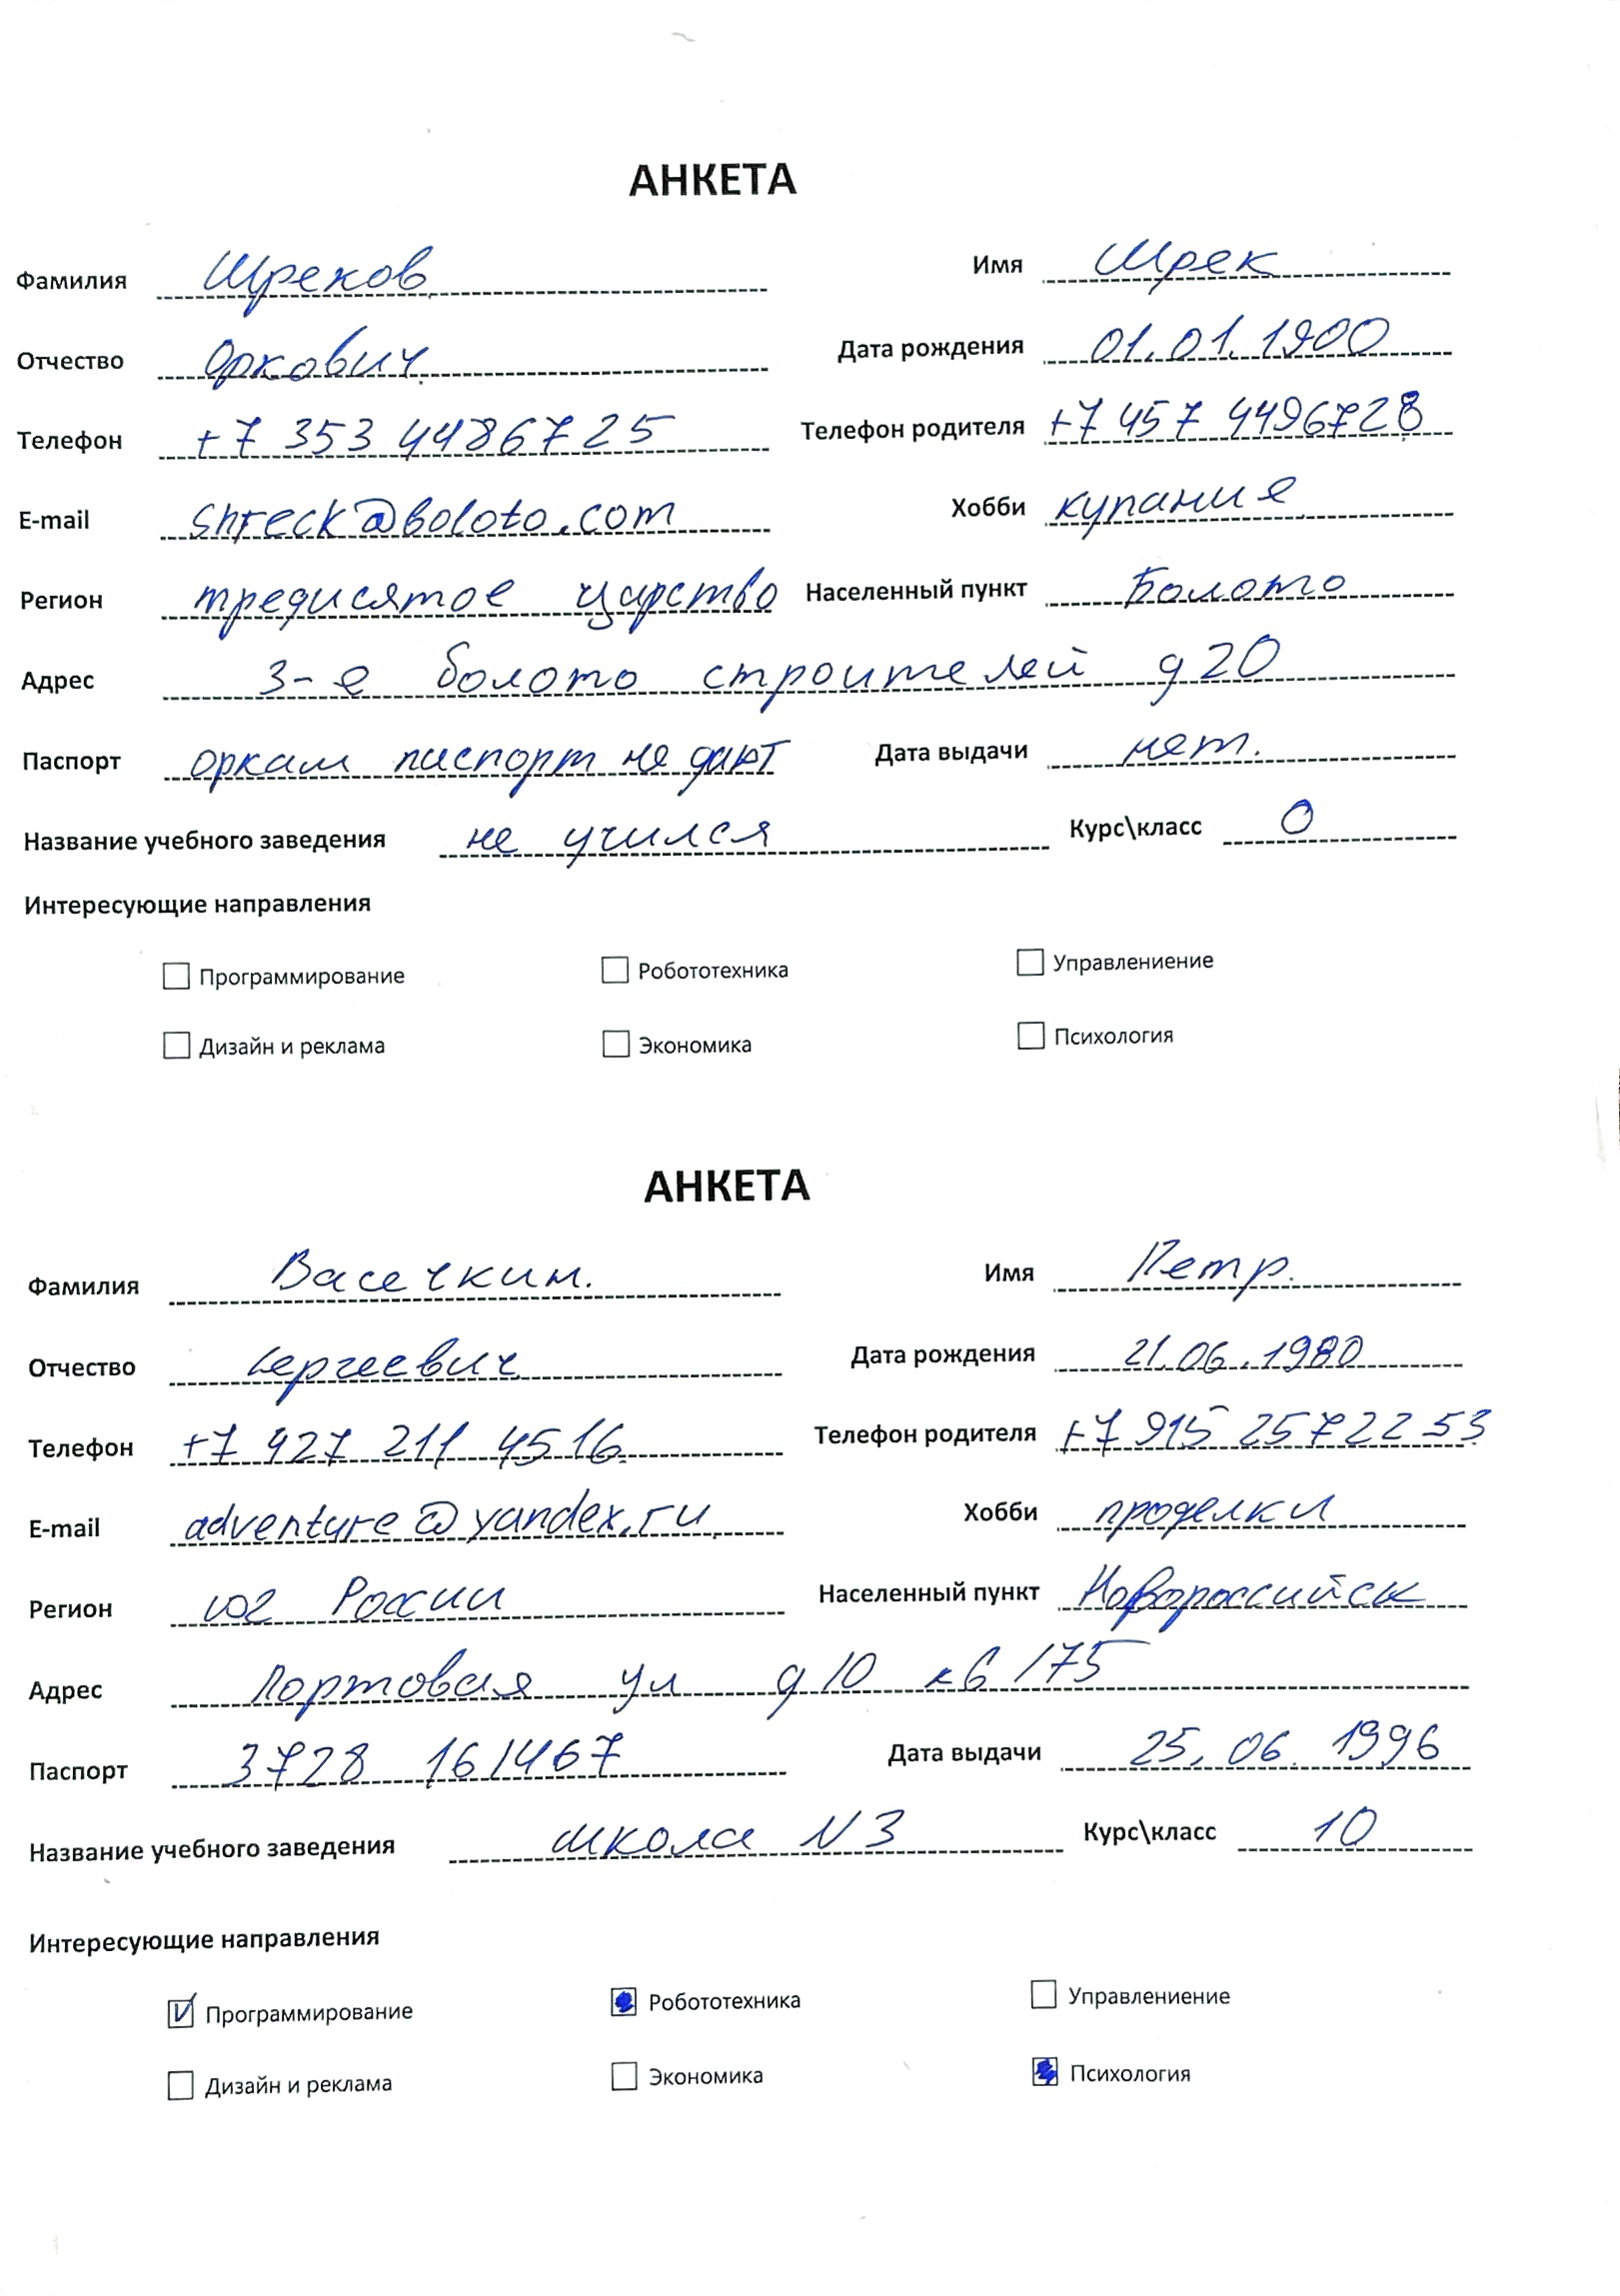 АНКЕТА
Фамилия Шреков Имя Шрек
Отчество Оркович. Дата рождения 01.01.1900
Телефон +7 353 4486725 Телефон родителя +7 457 4496728
E-mail shreck@boloto.com Хобби купание
Регион тредисятое царство Населенный пункт Болото
Адрес 3-е болото строителей д 20
Паспорт оркам паспорт не дают Дата выдачи нет.
Название учебного заведения не учился Курс\класс 0
Интересующие направления
Программирование Робототехника Управлениение
Дизайн и реклама Экономика Психология
АНКЕТА
Фамилия Васечкин. Имя Петр.
Отчество Сергеевич Дата рождения 21.06.1980
Телефон +7 927 211 4516 Телефон родителя +7 915 2572253
E-mail adventure@yandex.ru Хобби проделки
Регион юг России Населенный пункт Новороссийск
Адрес Портовая ул д 10 кв 175
Паспорт 3728 161467 Дата выдачи 25.06.1996
Название учебного заведения школа N 3 Курс\класс 10
Интересующие направления
Программирование Робототехника Управлениение
Дизайн и реклама Экономика Психология